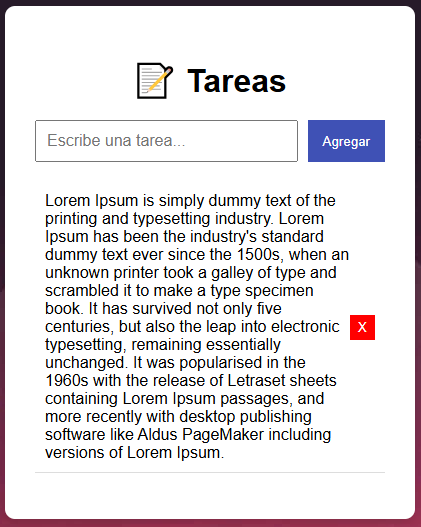 📝 Tareas
Escribe una tarea...
Agregar
Lorem Ipsum is simply dummy text of the
printing and typesetting industry. Lorem
Ipsum has been the industry's standard
dummy text ever since the 1500s, when an
unknown printer took a galley of type and
scrambled it to make a type specimen
book. It has survived not only five
centuries, but also the leap into electronic
typesetting, remaining essentially
unchanged. It was popularised in the
1960s with the release of Letraset sheets
containing Lorem Ipsum passages, and
more recently with desktop publishing
software like Aldus PageMaker including
versions of Lorem Ipsum.
X